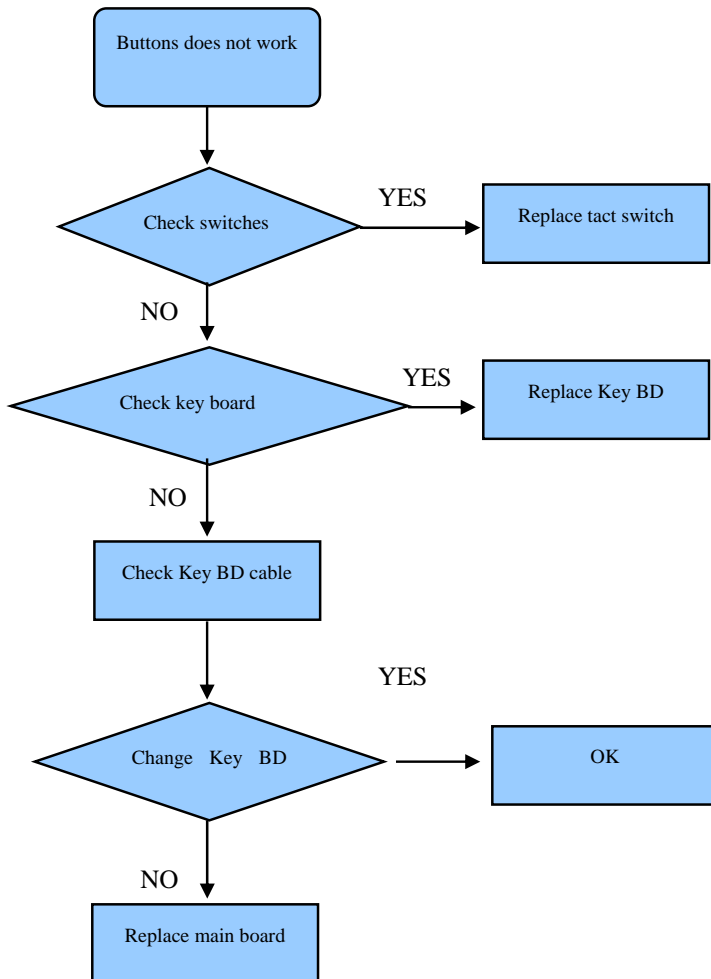 Buttons does not work
YES
Check switches
Replace tact switch
NO
YES
Check key board
Replace Key BD
NO
Check Key BD cable
YES
Change Key BD
OK
NO
Replace main board